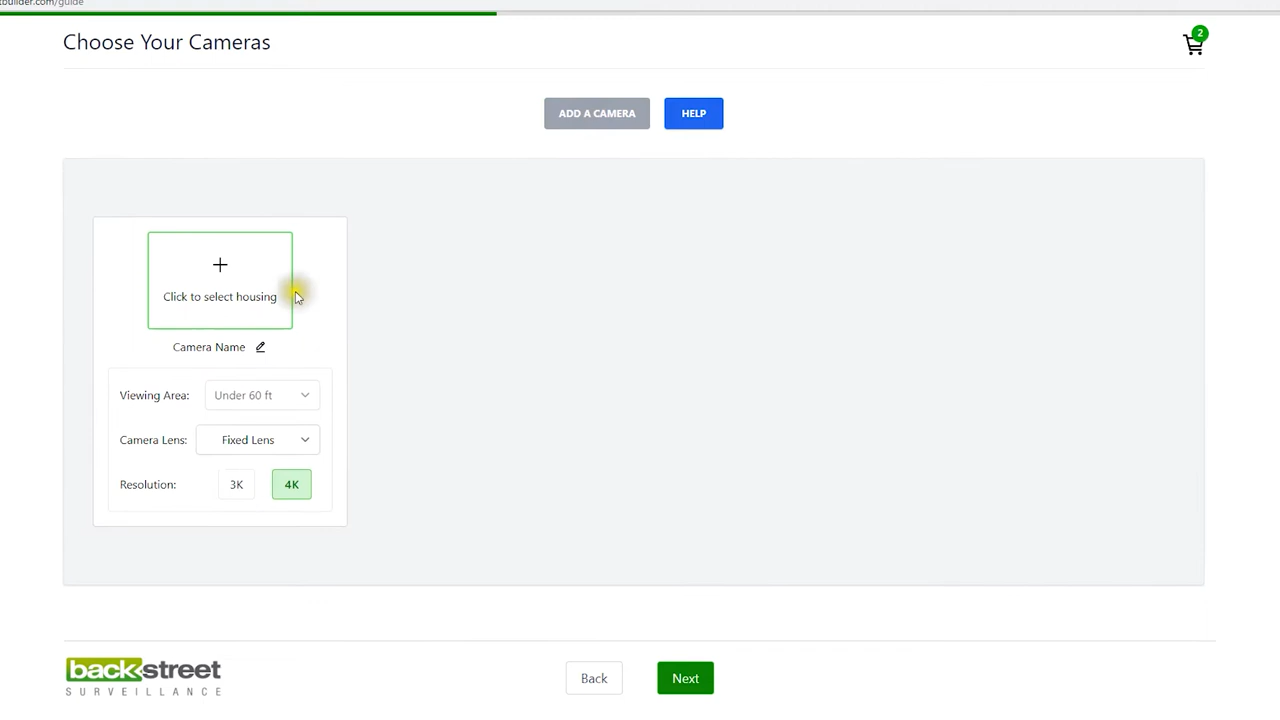 tbuilder.com/guide
Choose Your Cameras
2
ADD A CAMERA
HELP
Click to select housing
Camera Name
Viewing Area:
Under 60 ft
Camera Lens:
Fixed Lens
Resolution:
3K
4K
backstreet
SURVEILLANCE
Back
Next